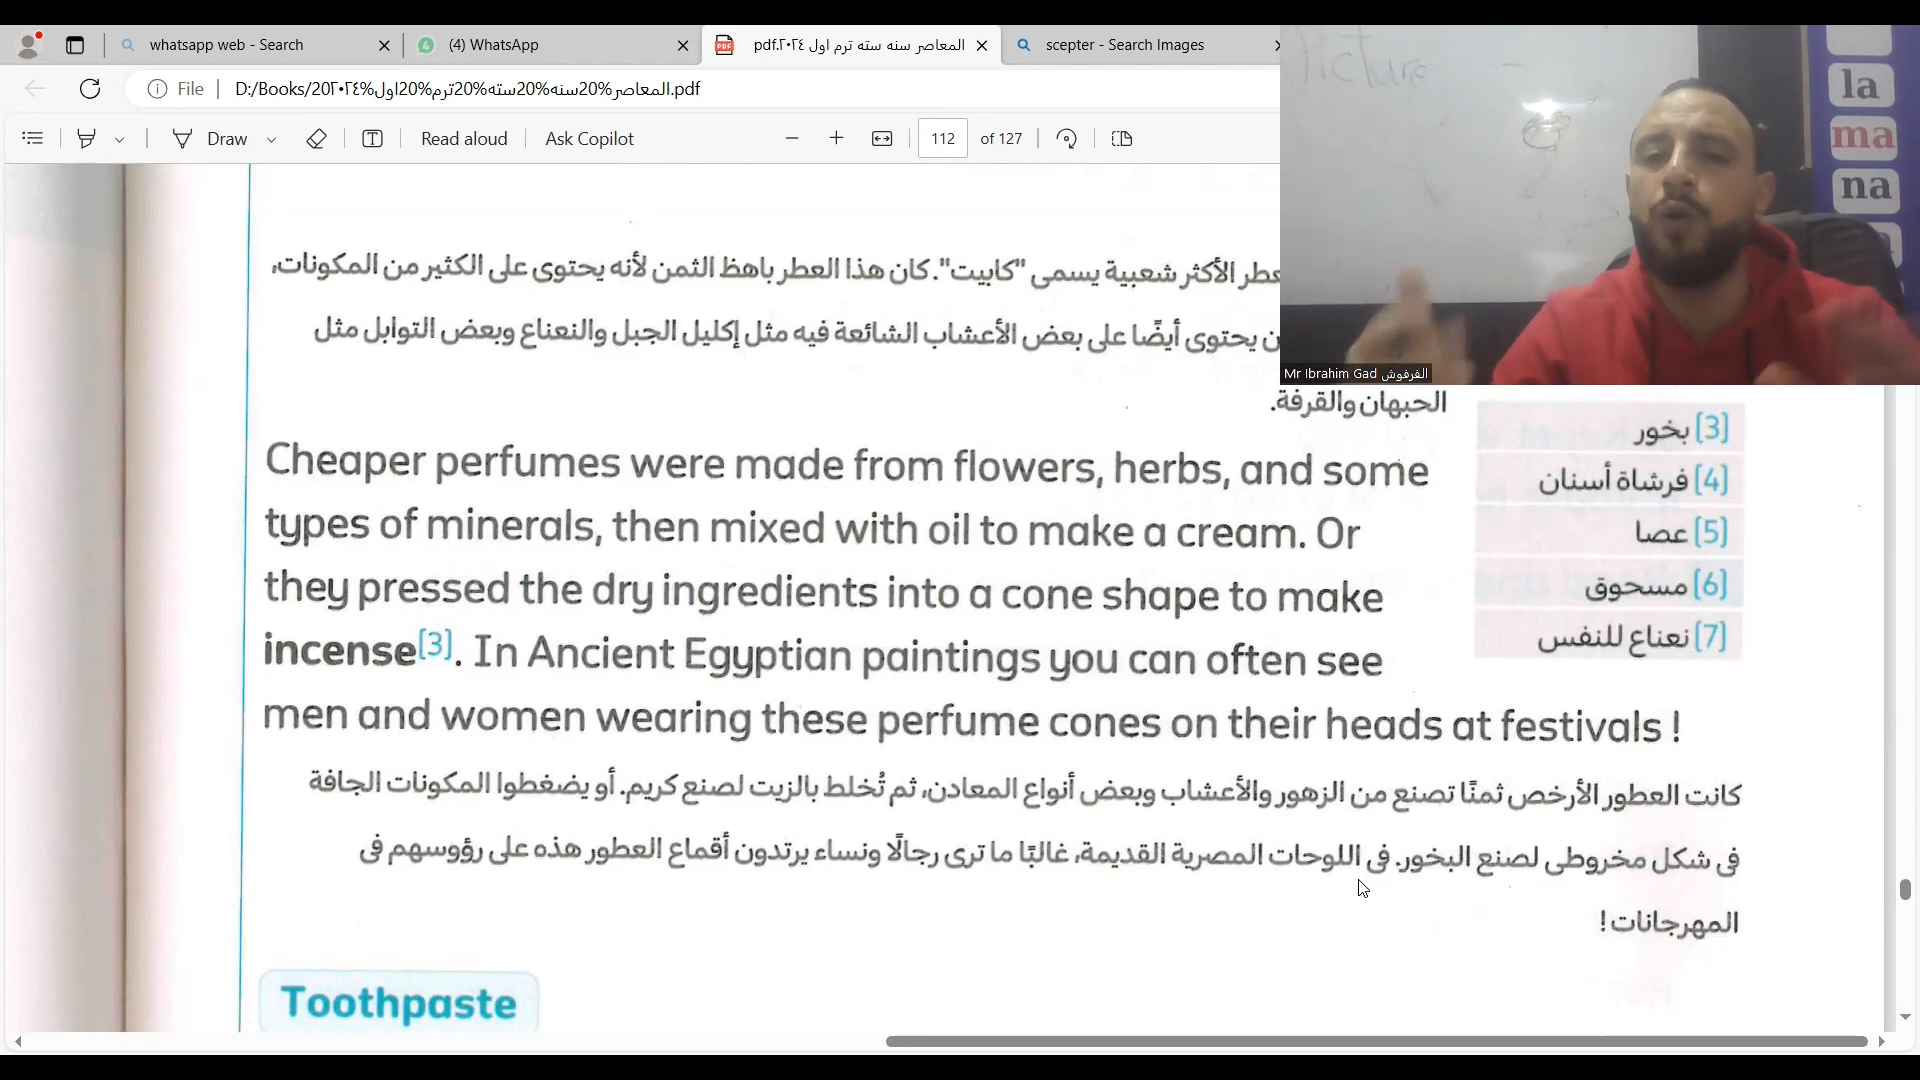 whatsapp web - Search
(4) WhatsApp
المعاصر سنه سته ترم اول ٢٠٢٤.pdf
scepter - Search Images
File
D:/Books/20٢٠٢٤%المعاصر%20سنه%20سته%20ترم%20اول.pdf
Draw
Read aloud
Ask Copilot
112 of 127
la
ma
na
Picture
Mr Ibrahim Gad الفرفوش
عطر الأكثر شعبية يسمى "كابيت". كان هذا العطر باهظ الثمن لأنه يحتوى على الكثير من المكونات،
ن يحتوى أيضًا على بعض الأعشاب الشائعة فيه مثل إكليل الجبل والنعناع وبعض التوابل مثل
الحبهان والقرفة.
[3] بخور
[4] فرشاة أسنان
[5] عصا
[6] مسحوق
[7] نعناع للنفس
Cheaper perfumes were made from flowers, herbs, and some
types of minerals, then mixed with oil to make a cream. Or
they pressed the dry ingredients into a cone shape to make
incense[3]. In Ancient Egyptian paintings you can often see
men and women wearing these perfume cones on their heads at festivals !
كانت العطور الأرخص ثمنًا تصنع من الزهور والأعشاب وبعض أنواع المعادن، ثم تُخلط بالزيت لصنع كريم. أو يضغطوا المكونات الجافة
فى شكل مخروطى لصنع البخور. فى اللوحات المصرية القديمة، غالبًا ما ترى رجالًا ونساء يرتدون أقماع العطور هذه على رؤوسهم فى
المهرجانات !
Toothpaste